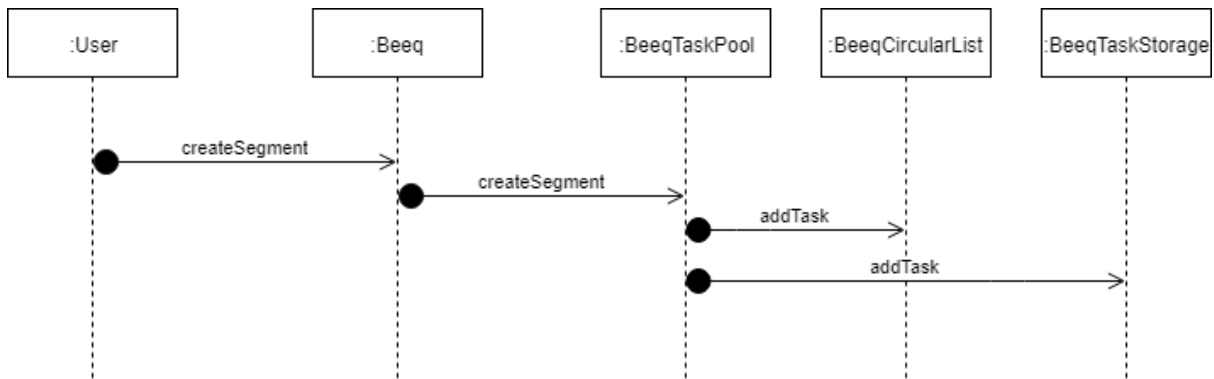 :User
:Beeq
:BeeqTaskPool
:BeeqCircularList
:BeeqTaskStorage
createSegment
createSegment
addTask
addTask